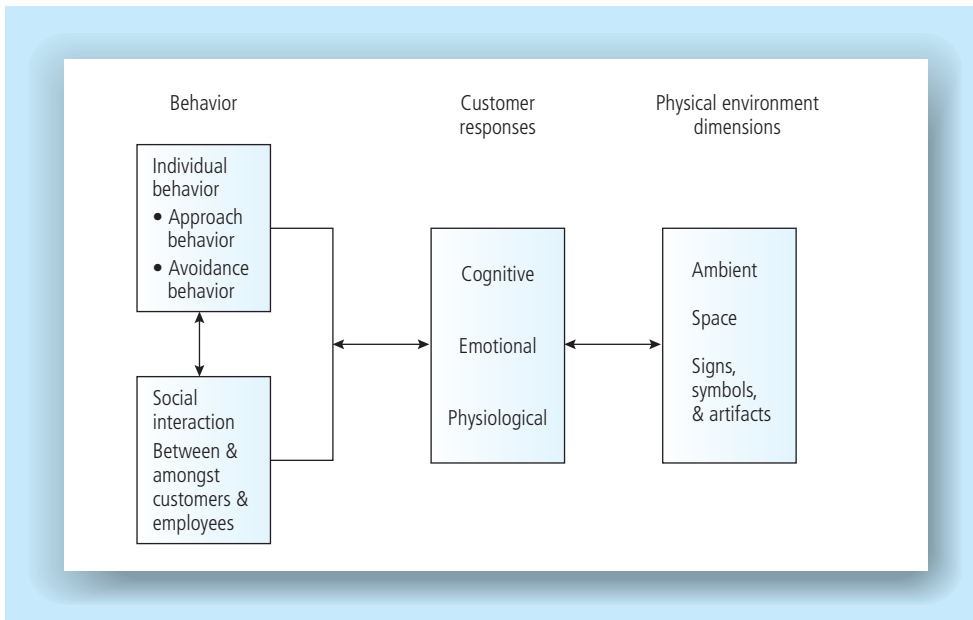 Behavior
Individual
behavior
• Approach
behavior
• Avoidance
behavior
Social
interaction
Between &
amongst
customers &
employees
Customer
responses
Cognitive
Emotional
Physiological
Physical environment
dimensions
Ambient
Space
Signs,
symbols,
& artifacts